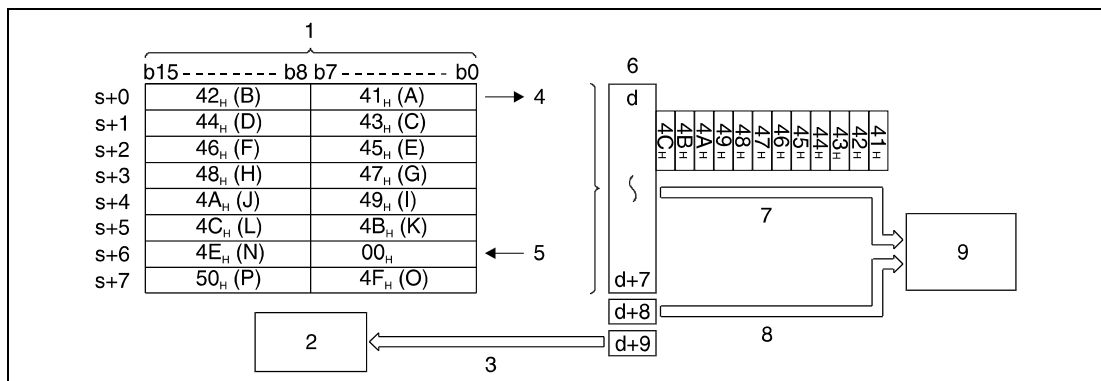 1
b15 - - - - - - - - - - b8 b7 - - - - - - - - - - b0
6
s+0 42H (B) 41H (A) 4 d
s+1 44H (D) 43H (C)
s+2 46H (F) 45H (E)
s+3 48H (H) 47H (G)
s+4 4AH (J) 49H (I)
s+5 4CH (L) 4BH (K)
s+6 4EH (N) 00H 5
s+7 50H (P) 4FH (O) d+7
4CH 4BH 4AH 49H 48H 47H 46H 45H 44H 43H 42H 41H
7
9
d+8
8
2
3
d+9